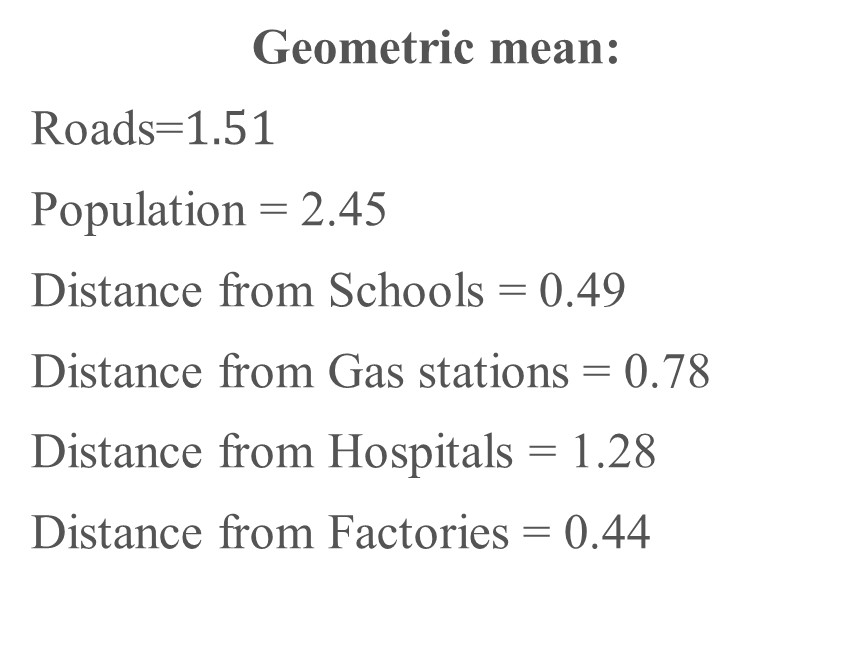 Geometric mean:
Roads=1.51
Population = 2.45
Distance from Schools = 0.49
Distance from Gas stations = 0.78
Distance from Hospitals = 1.28
Distance from Factories = 0.44